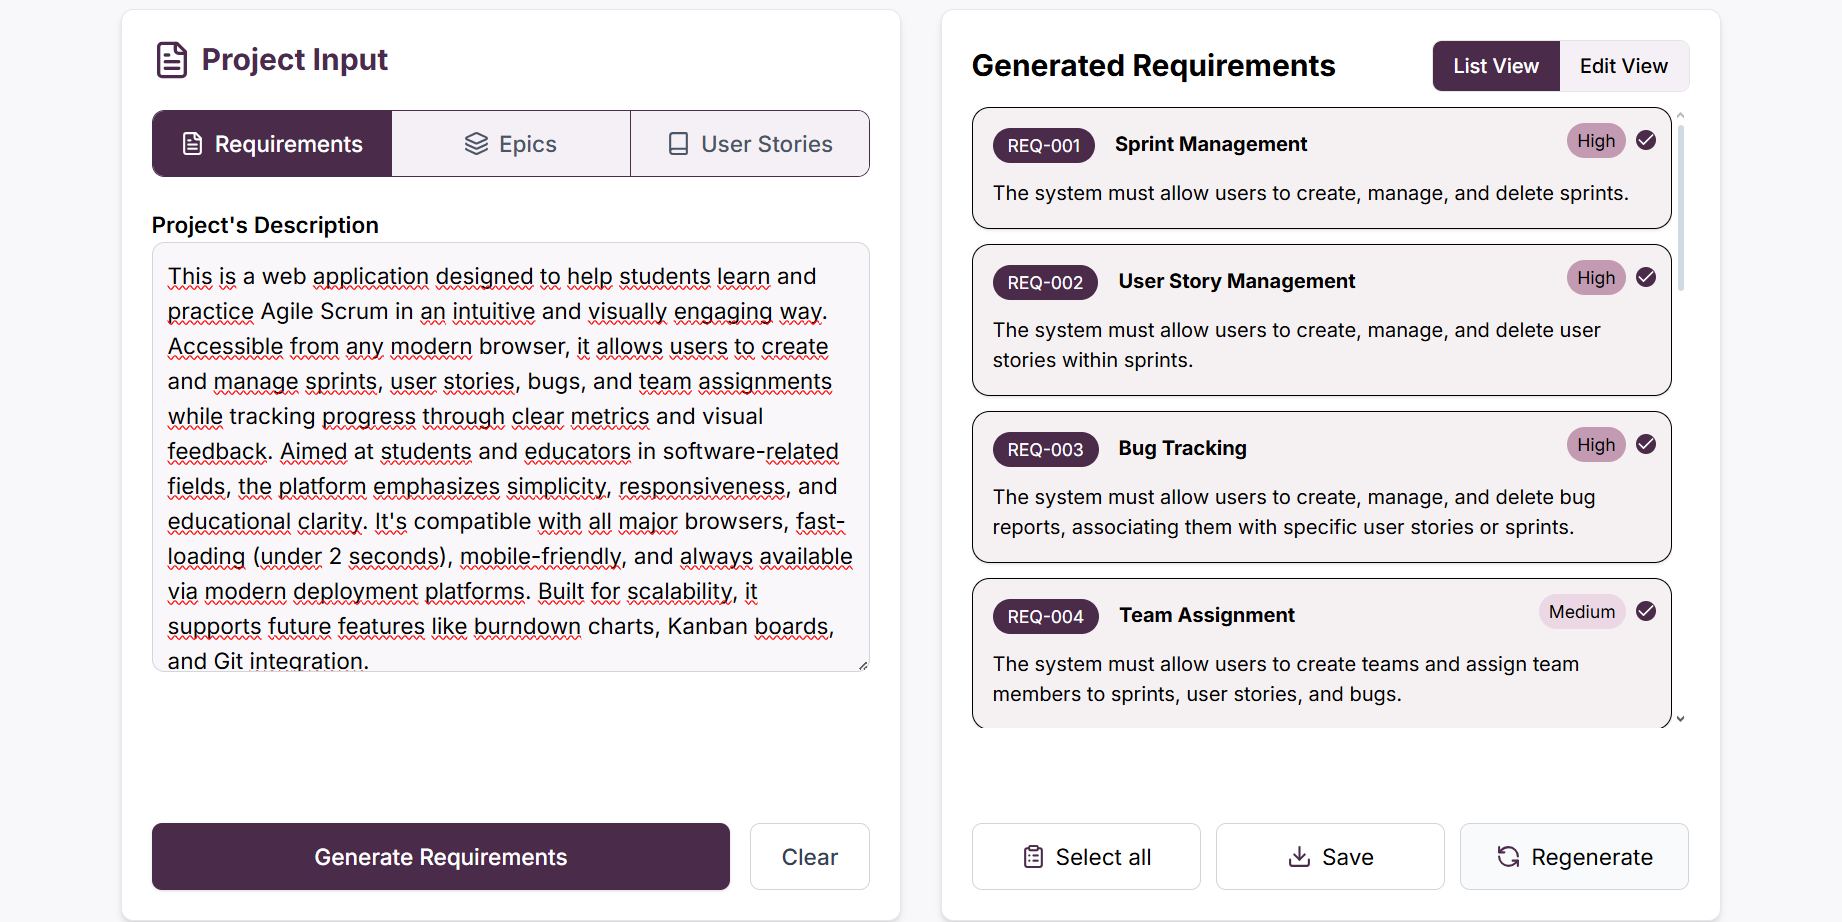 Project Input
Requirements
Epics
User Stories
Project's Description
This is a web application designed to help students learn and
practice Agile Scrum in an intuitive and visually engaging way.
Accessible from any modern browser, it allows users to create
and manage sprints, user stories, bugs, and team assignments
while tracking progress through clear metrics and visual
feedback. Aimed at students and educators in software-related
fields, the platform emphasizes simplicity, responsiveness, and
educational clarity. It's compatible with all major browsers, fast-
loading (under 2 seconds), mobile-friendly, and always available
via modern deployment platforms. Built for scalability, it
supports future features like burndown charts, Kanban boards,
and Git integration.
Generate Requirements
Clear
Generated Requirements
List View
Edit View
REQ-001
Sprint Management
High
The system must allow users to create, manage, and delete sprints.
REQ-002
User Story Management
High
The system must allow users to create, manage, and delete user
stories within sprints.
REQ-003
Bug Tracking
High
The system must allow users to create, manage, and delete bug
reports, associating them with specific user stories or sprints.
REQ-004
Team Assignment
Medium
The system must allow users to create teams and assign team
members to sprints, user stories, and bugs.
Select all
Save
Regenerate